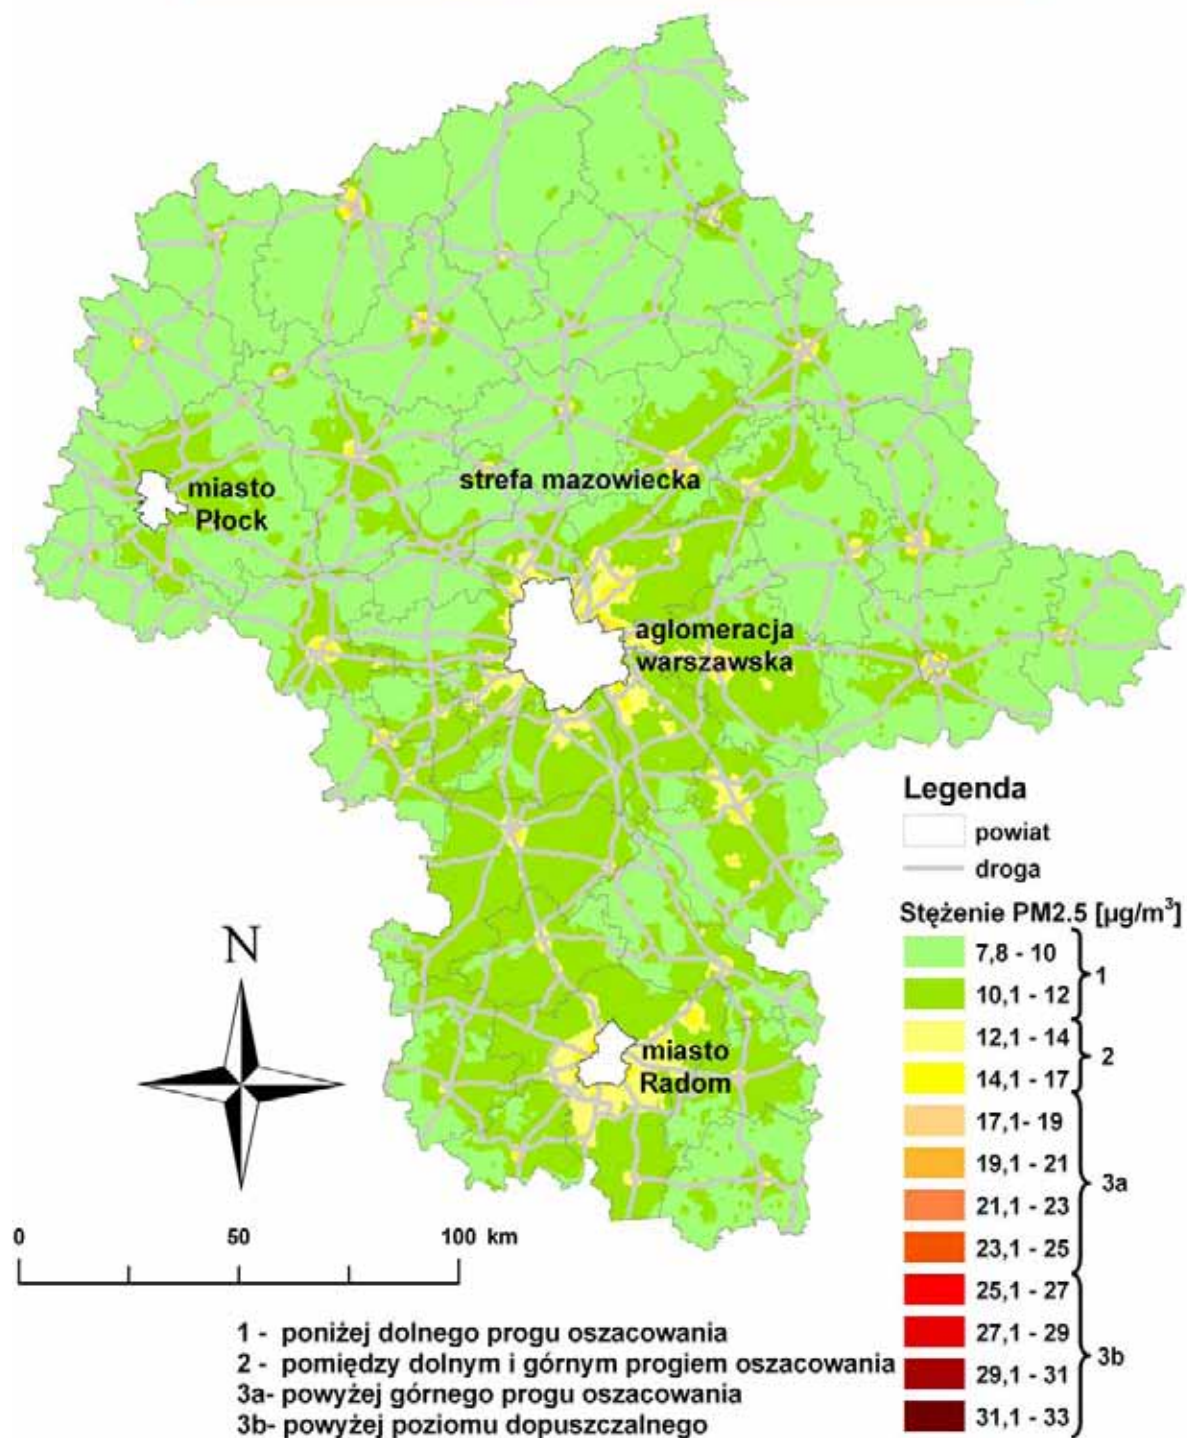 strefa mazowiecka
miasto
Płock
aglomeracja
warszawska
Legenda
powiat
droga
Stężenie PM2.5 [µg/m³]
7,8 - 10
10,1 - 12
1
12,1 - 14
14,1 - 17
2
17,1- 19
19,1 - 21
21,1 - 23
23,1 - 25
3a
25,1 - 27
27,1 - 29
29,1 - 31
31,1 - 33
3b
N
miasto
Radom
0 50 100 km
1 - poniżej dolnego progu oszacowania
2 - pomiędzy dolnym i górnym progiem oszacowania
3a- powyżej górnego progu oszacowania
3b- powyżej poziomu dopuszczalnego